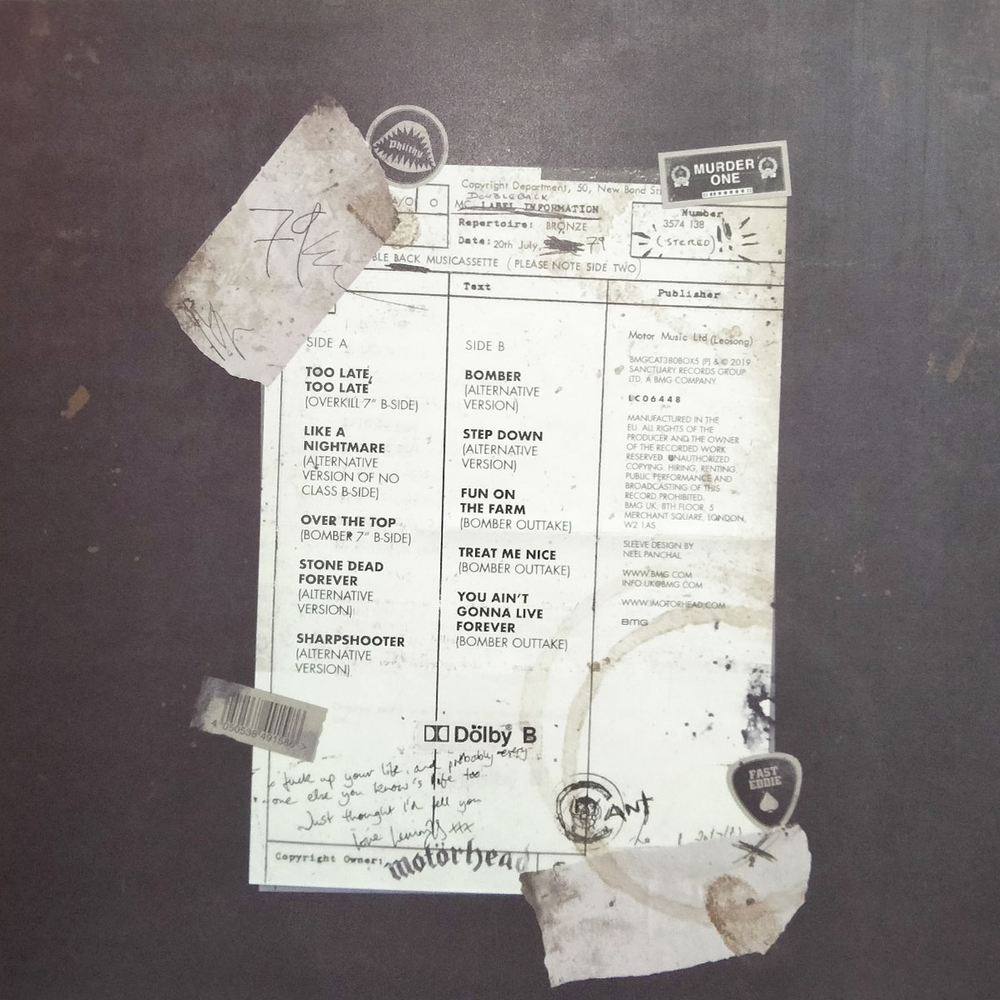 Philthy
MURDER
ONE
Copyright Department, 50, New Bond St
DOUBLEBACK
MC LABEL INFORMATION
Repertoire: BRONZE
Date: 20th July, 79
Number
3574 138
(STEREO)
BLE BACK MUSICASSETTE (PLEASE NOTE SIDE TWO)
79
Text
Publisher
SIDE A
TOO LATE,
TOO LATE
(OVERKILL 7" B-SIDE)
LIKE A
NIGHTMARE
(ALTERNATIVE
VERSION OF NO
CLASS B-SIDE)
OVER THE TOP
(BOMBER 7" B-SIDE)
STONE DEAD
FOREVER
(ALTERNATIVE
VERSION)
SHARPSHOOTER
(ALTERNATIVE
VERSION)
SIDE B
BOMBER
(ALTERNATIVE
VERSION)
STEP DOWN
(ALTERNATIVE
VERSION)
FUN ON
THE FARM
(BOMBER OUTTAKE)
TREAT ME NICE
(BOMBER OUTTAKE)
YOU AIN'T
GONNA LIVE
FOREVER
(BOMBER OUTTAKE)
Motor Music Ltd (Leosong)
BMGCAT380BOX5 (P) & © 2019
SANCTUARY RECORDS GROUP
LTD, A BMG COMPANY
LC06448
MANUFACTURED IN THE
EU. ALL RIGHTS OF THE
PRODUCER AND THE OWNER
OF THE RECORDED WORK
RESERVED. UNAUTHORIZED
COPYING, HIRING, RENTING,
PUBLIC PERFORMANCE AND
BROADCASTING OF THIS
RECORD PROHIBITED.
BMG UK, 8TH FLOOR, 5
MERCHANT SQUARE, LONDON,
W2 1AS
SLEEVE DESIGN BY
NEEL PANCHAL
WWW.BMG.COM
INFO.UK@BMG.COM
WWW.IMOTORHEAD.COM
BMG
Dölby B
fuck up your life, and probably every
one else you know's life too
Just thought i'd tell you
love Lemmy xxx
FAST
EDDIE
ANT
Copyright Owner: motörhead